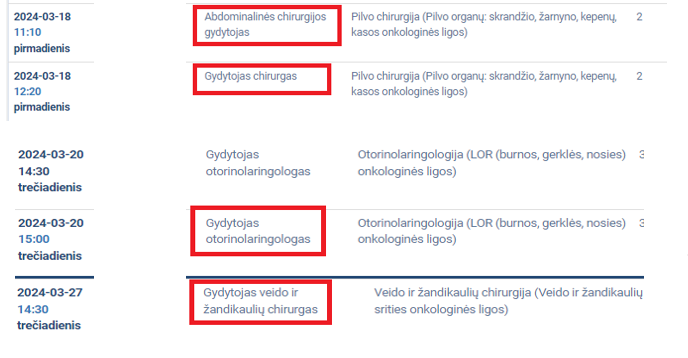 2024-03-18
11:10
pirmadienis
Abdominalinės chirurgijos
gydytojas
Pilvo chirurgija (Pilvo organų: skrandžio, žarnyno, kepenų,
kasos onkologinės ligos)
2
2024-03-18
12:20
pirmadienis
Gydytojas chirurgas
Pilvo chirurgija (Pilvo organų: skrandžio, žarnyno, kepenų,
kasos onkologinės ligos)
2
2024-03-20
14:30
trečiadienis
Gydytojas
otorinolaringologas
Otorinolaringologija (LOR (burnos, gerklės, nosies)
onkologinės ligos)
3
2024-03-20
15:00
trečiadienis
Gydytojas
otorinolaringologas
Otorinolaringologija (LOR (burnos, gerklės, nosies)
onkologinės ligos)
3
2024-03-27
14:30
trečiadienis
Gydytojas veido ir
žandikaulių chirurgas
Veido ir žandikaulių chirurgija (Veido ir žandikaulių
srities onkologinės ligos)